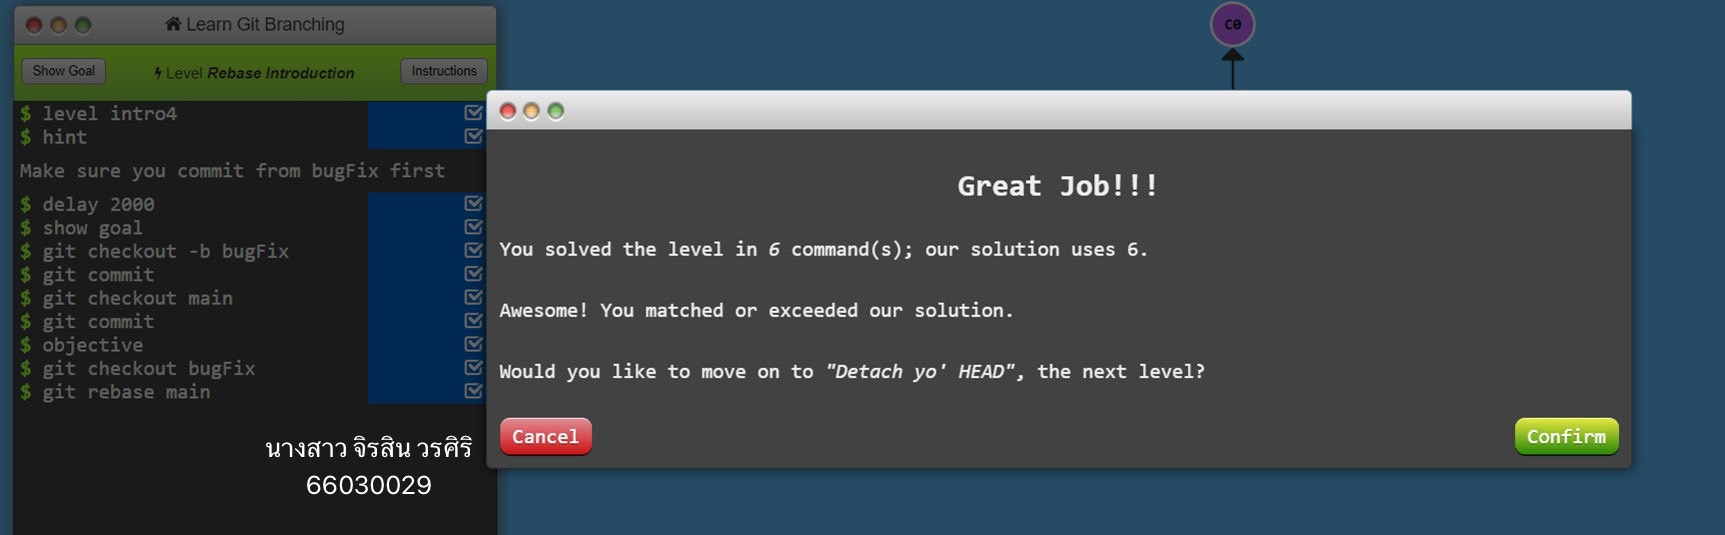 Learn Git Branching
Show Goal
Level Rebase Introduction
Instructions
$ level intro4
$ hint
Make sure you commit from bugFix first
$ delay 2000
$ show goal
$ git checkout -b bugFix
$ git commit
$ git checkout main
$ git commit
$ objective
$ git checkout bugFix
$ git rebase main
นางสาว จิรสิน วรศิริ
66030029
C0
Great Job!!!
You solved the level in 6 command(s); our solution uses 6.
Awesome! You matched or exceeded our solution.
Would you like to move on to "Detach yo' HEAD", the next level?
Cancel
Confirm